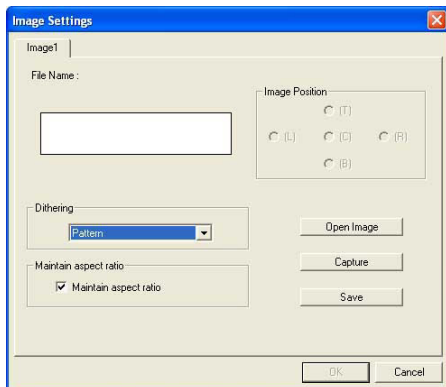 Image Settings
Image1
File Name :
Image Position
(T)
(L) (C) (R)
(B)
Dithering
Pattern
Open Image
Maintain aspect ratio
Capture
Maintain aspect ratio
Save
OK Cancel